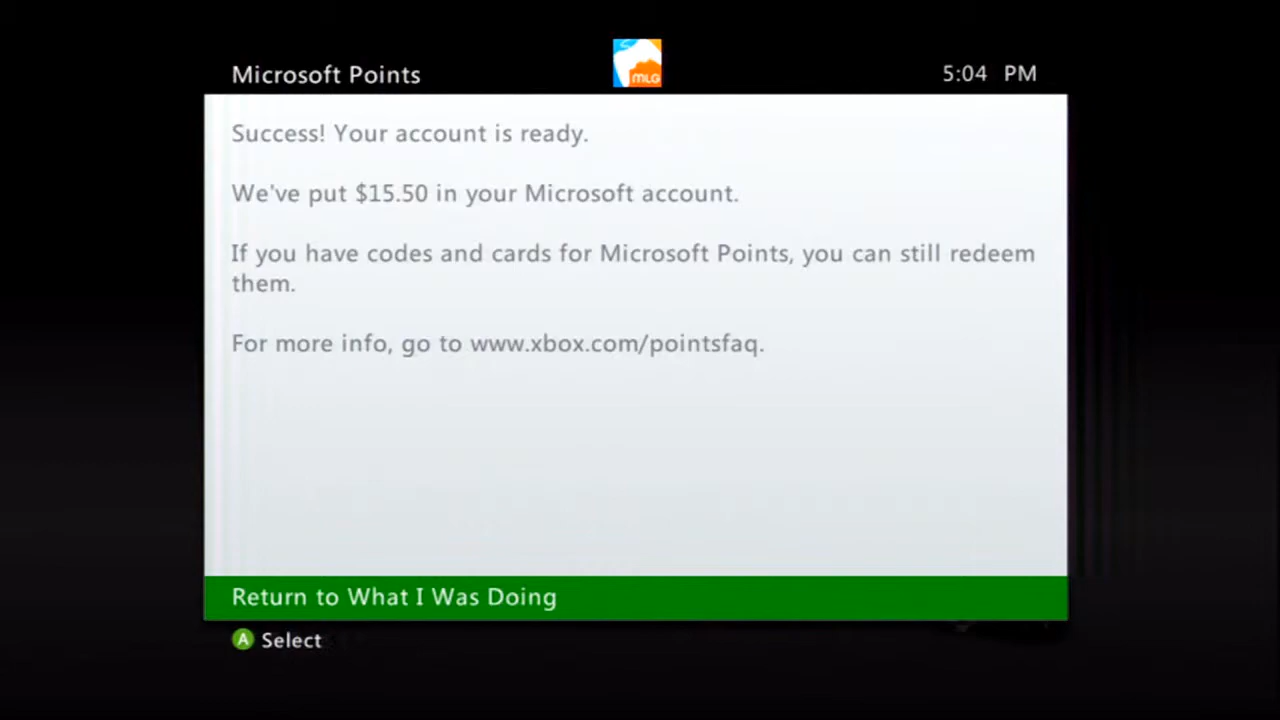 Microsoft Points
MLG
5:04 PM
Success! Your account is ready.
We've put $15.50 in your Microsoft account.
If you have codes and cards for Microsoft Points, you can still redeem
them.
For more info, go to www.xbox.com/pointsfaq.
Return to What I Was Doing
A Select